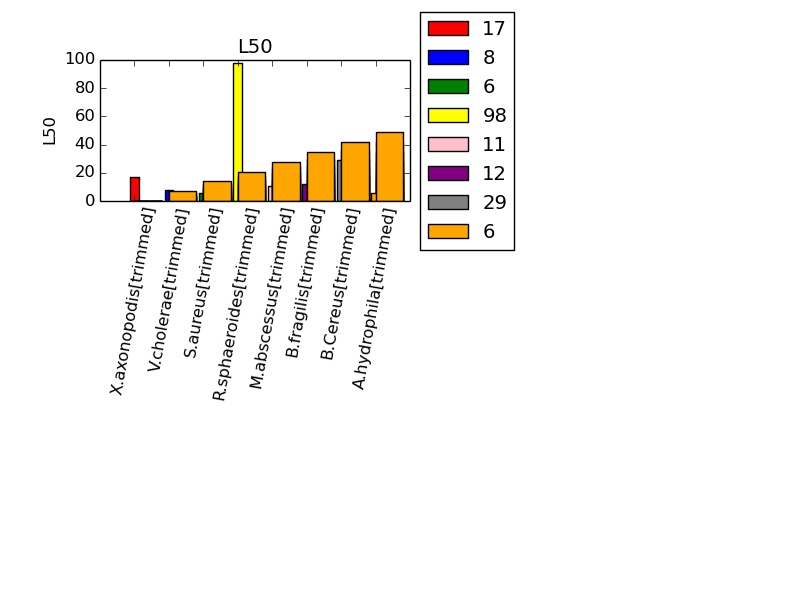 L50
L50
100
80
60
40
20
0
X.axonopodis[trimmed]
V.cholerae[trimmed]
S.aureus[trimmed]
R.sphaeroides[trimmed]
M.abscessus[trimmed]
B.fragilis[trimmed]
B.Cereus[trimmed]
A.hydrophila[trimmed]
17
8
6
98
11
12
29
6